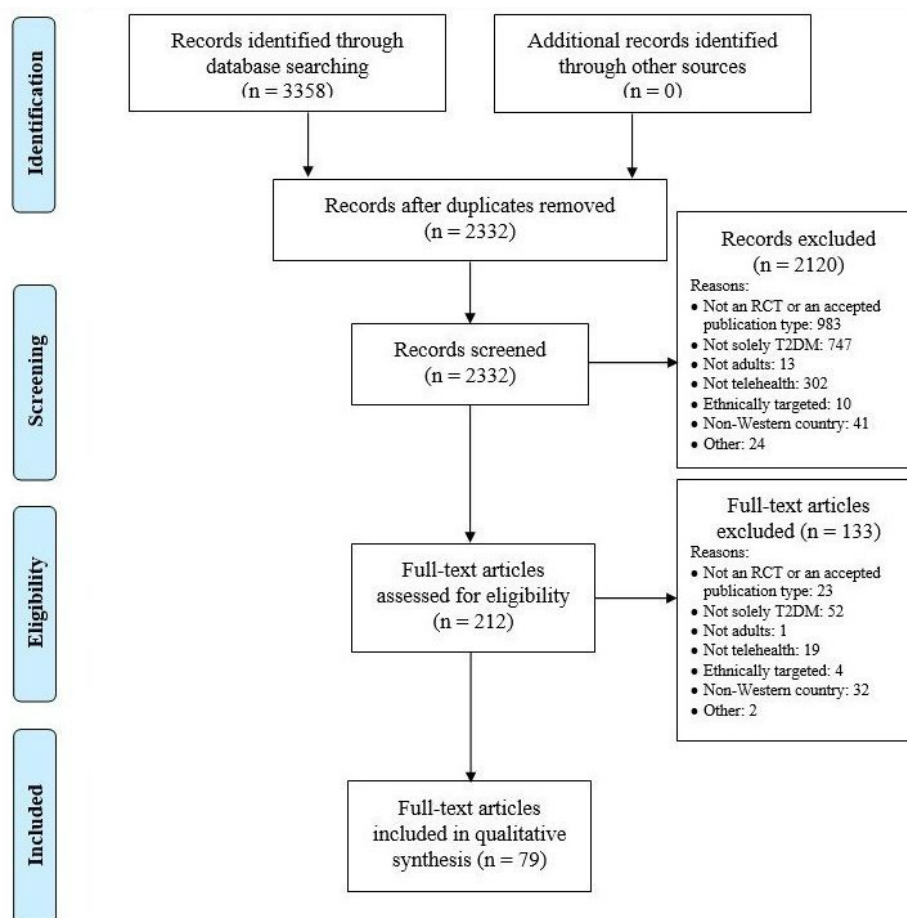 Identification
Records identified through
database searching
(n = 3358)
Additional records identified
through other sources
(n = 0)
Records after duplicates removed
(n = 2332)
Screening
Records screened
(n = 2332)
Records excluded
(n = 2120)
Reasons:
● Not an RCT or an accepted
publication type: 983
● Not solely T2DM: 747
● Not adults: 13
● Not telehealth: 302
● Ethnically targeted: 10
● Non-Western country: 41
● Other: 24
Eligibility
Full-text articles
assessed for eligibility
(n = 212)
Full-text articles
excluded (n = 133)
Reasons:
● Not an RCT or an accepted
publication type: 23
● Not solely T2DM: 52
● Not adults: 1
● Not telehealth: 19
● Ethnically targeted: 4
● Non-Western country: 32
● Other: 2
Included
Full-text articles
included in qualitative
synthesis (n = 79)